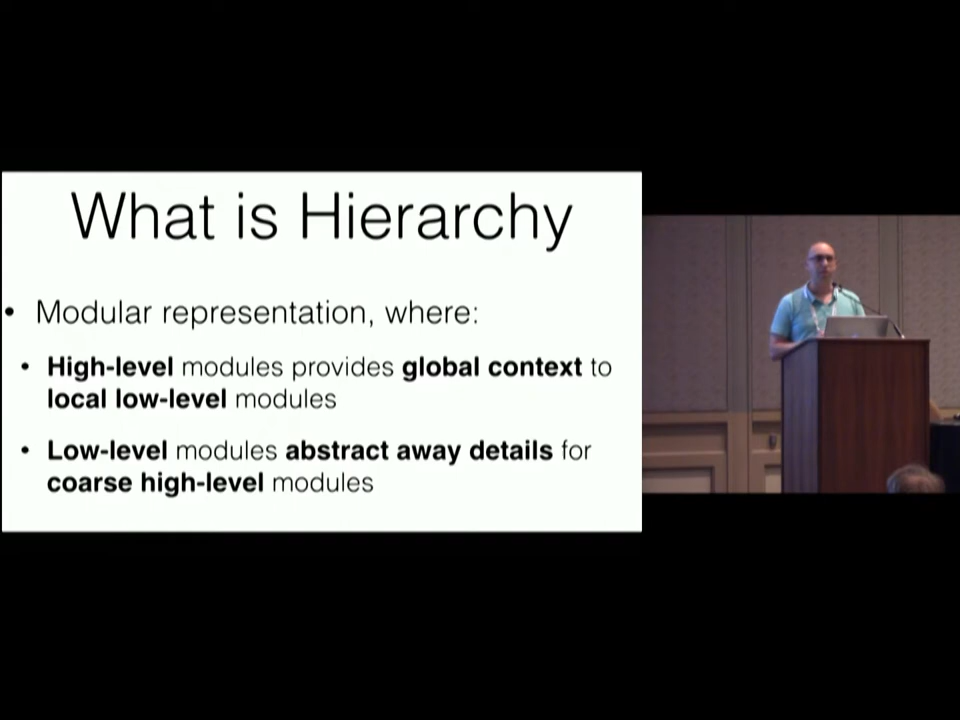 What is Hierarchy
• Modular representation, where:
• High-level modules provides global context to
local low-level modules
• Low-level modules abstract away details for
coarse high-level modules